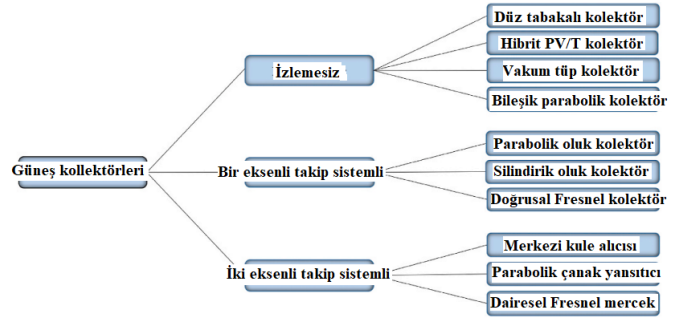 Güneş kollektörleri
İzlemesiz
Düz tabakalı kolektör
Hibrit PV/T kolektör
Vakum tüp kolektör
Bileşik parabolik kolektör
Bir eksenli takip sistemli
Parabolik oluk kolektör
Silindirik oluk kolektör
Doğrusal Fresnel kolektör
İki eksenli takip sistemli
Merkezi kule alıcısı
Parabolik çanak yansıtıcı
Dairesel Fresnel mercek